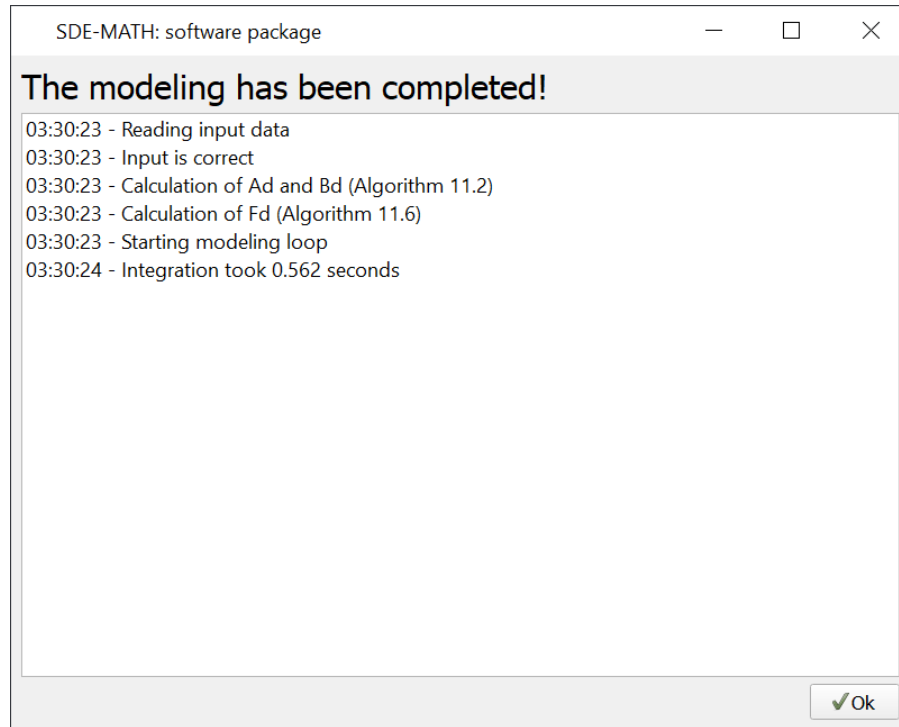 SDE-MATH: software package
The modeling has been completed!
03:30:23 - Reading input data
03:30:23 - Input is correct
03:30:23 - Calculation of Ad and Bd (Algorithm 11.2)
03:30:23 - Calculation of Fd (Algorithm 11.6)
03:30:23 - Starting modeling loop
03:30:24 - Integration took 0.562 seconds
Ok